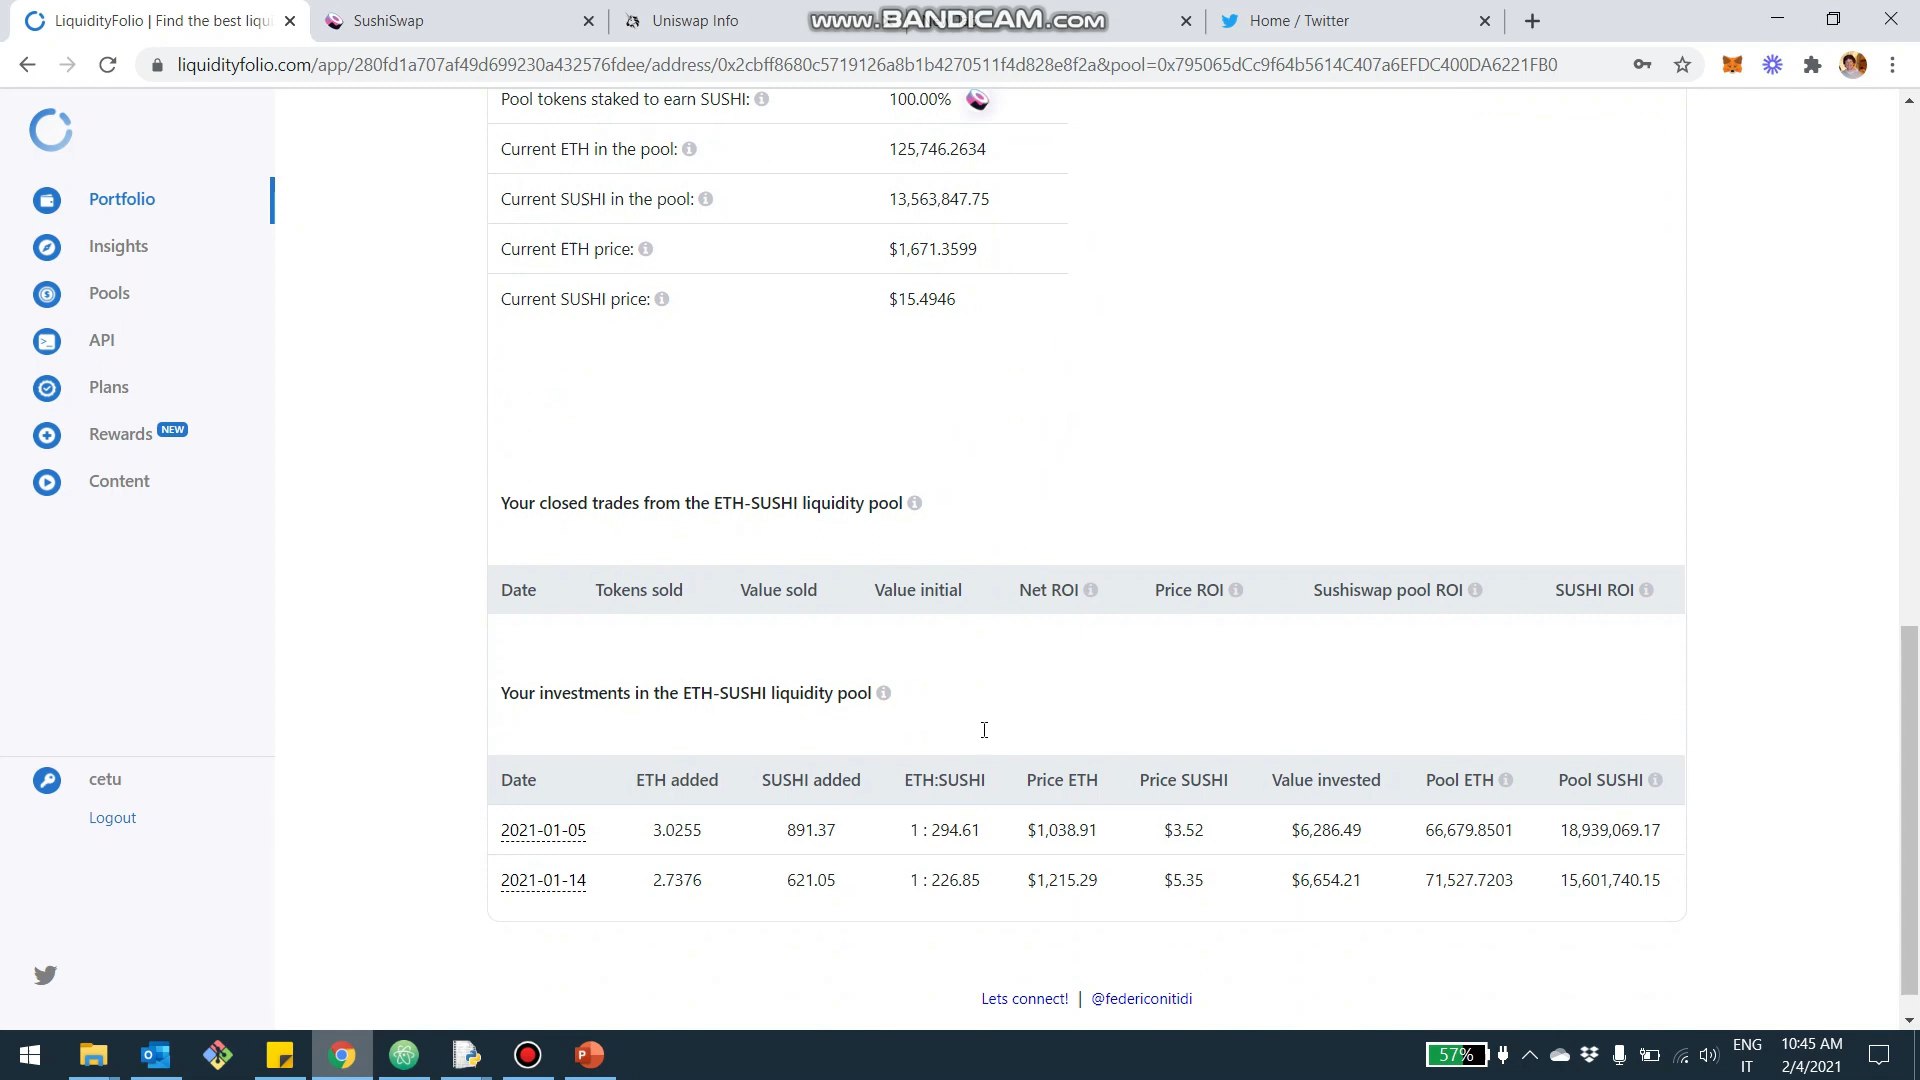 LiquidityFolio | Find the best liqui
SushiSwap
Uniswap Info
www.BANDICAM.com
Home / Twitter
liquidityfolio.com/app/280fd1a707af49d699230a432576fdee/address/0x2cbff8680c5719126a8b1b4270511f4d828e8f2a&pool=0x795065dCc9f64b5614C407a6EFDC400DA6221FB0
Portfolio
Insights
Pools
API
Plans
Rewards NEW
Content
cetu
Logout
Pool tokens staked to earn SUSHI: 100.00%
Current ETH in the pool: 125,746.2634
Current SUSHI in the pool: 13,563,847.75
Current ETH price: $1,671.3599
Current SUSHI price: $15.4946
Your closed trades from the ETH-SUSHI liquidity pool
Date Tokens sold Value sold Value initial Net ROI Price ROI Sushiswap pool ROI SUSHI ROI
Your investments in the ETH-SUSHI liquidity pool
Date ETH added SUSHI added ETH:SUSHI Price ETH Price SUSHI Value invested Pool ETH Pool SUSHI
2021-01-05 3.0255 891.37 1 : 294.61 $1,038.91 $3.52 $6,286.49 66,679.8501 18,939,069.17
2021-01-14 2.7376 621.05 1 : 226.85 $1,215.29 $5.35 $6,654.21 71,527.7203 15,601,740.15
Lets connect! | @federiconitidi
57%
ENG
IT
10:45 AM
2/4/2021